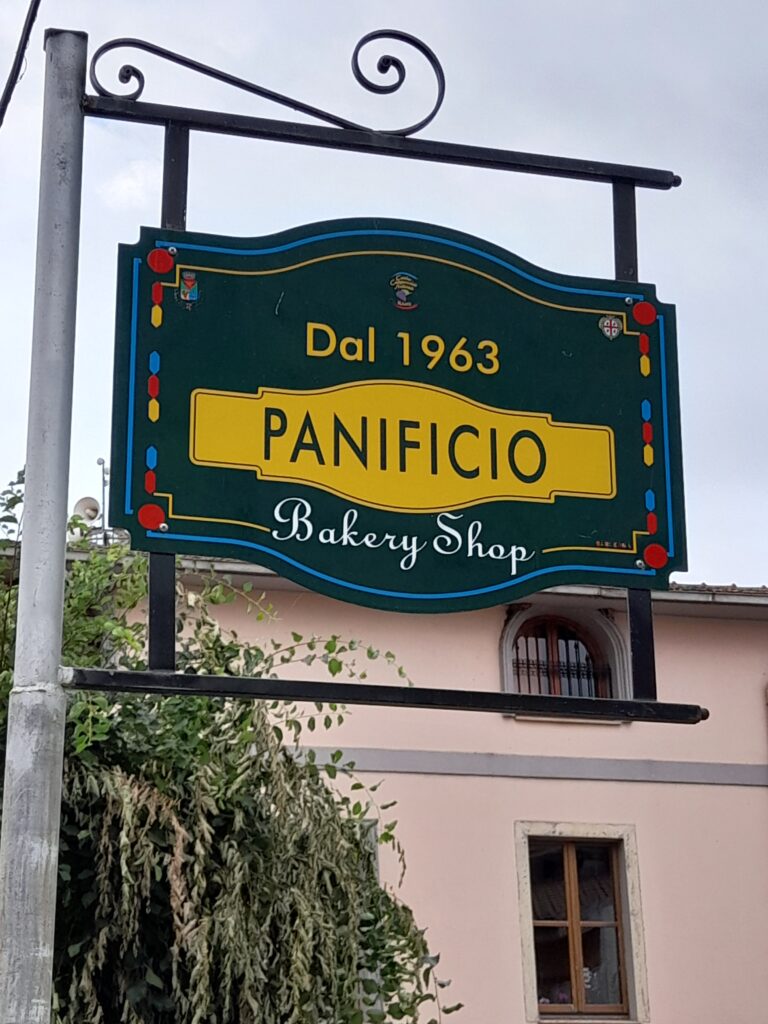 Dal 1963
PANIFICIO
Bakery Shop